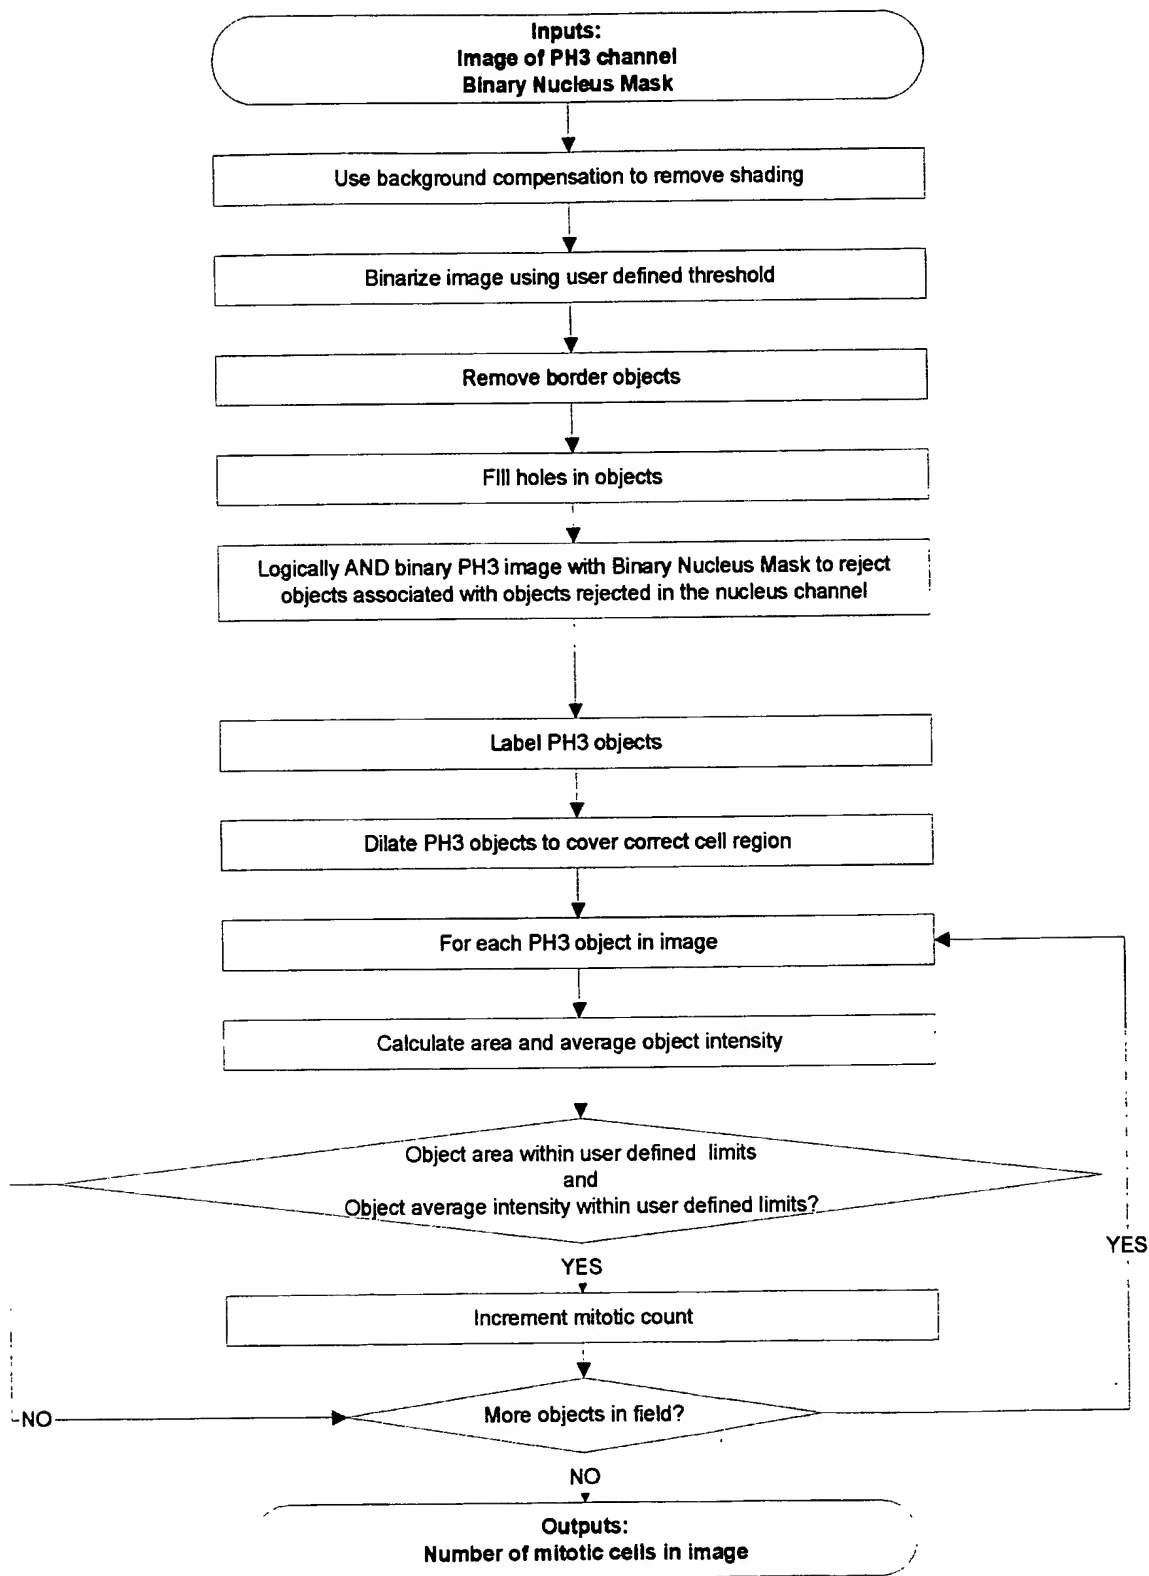 Inputs:
Image of PH3 channel
Binary Nucleus Mask
Use background compensation to remove shading
Binarize image using user defined threshold
Remove border objects
Fill holes in objects
Logically AND binary PH3 image with Binary Nucleus Mask to reject
objects associated with objects rejected in the nucleus channel
Label PH3 objects
Dilate PH3 objects to cover correct cell region
For each PH3 object in image
Calculate area and average object intensity
Object area within user defined limits
and
Object average intensity within user defined limits?
YES
YES
Increment mitotic count
NO
More objects in field?
NO
Outputs:
Number of mitotic cells in image